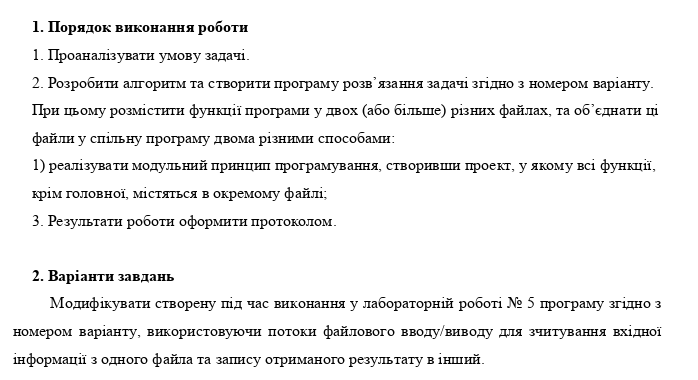 1. Порядок виконання роботи
1. Проаналізувати умову задачі.
2. Розробити алгоритм та створити програму розв’язання задачі згідно з номером варіанту.
При цьому розмістити функції програми у двох (або більше) різних файлах, та об’єднати ці
файли у спільну програму двома різними способами:
1) реалізувати модульний принцип програмування, створивши проект, у якому всі функції,
крім головної, містяться в окремому файлі;
3. Результати роботи оформити протоколом.
2. Варіанти завдань
Модифікувати створену під час виконання у лабораторній роботі № 5 програму згідно з
номером варіанту, використовуючи потоки файлового вводу/виводу для зчитування вхідної
інформації з одного файла та запису отриманого результату в інший.